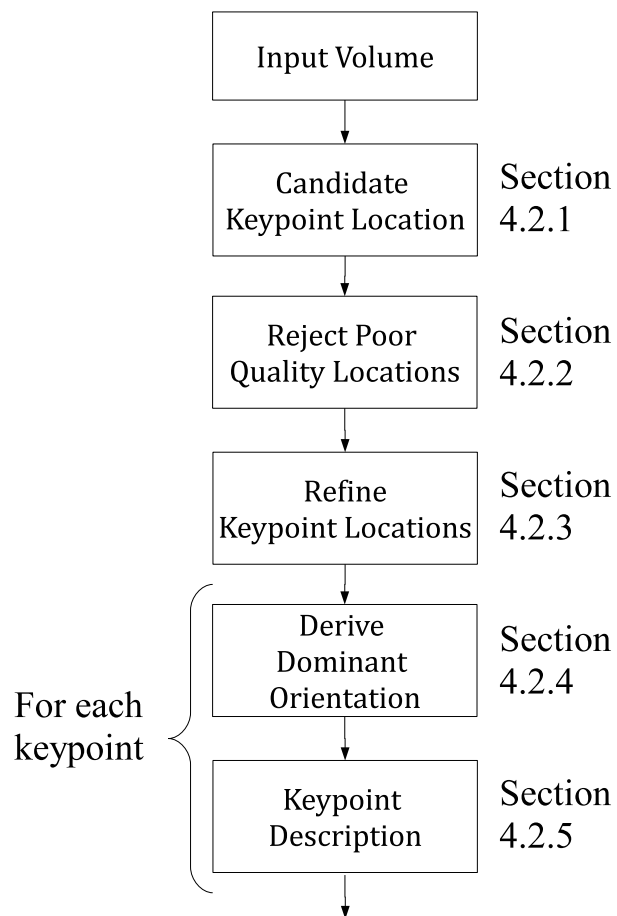 Input Volume
Candidate
Keypoint Location
Section
4.2.1
Reject Poor
Quality Locations
Section
4.2.2
Refine
Keypoint Locations
Section
4.2.3
Derive
Dominant
Orientation
Section
4.2.4
For each
keypoint
Keypoint
Description
Section
4.2.5